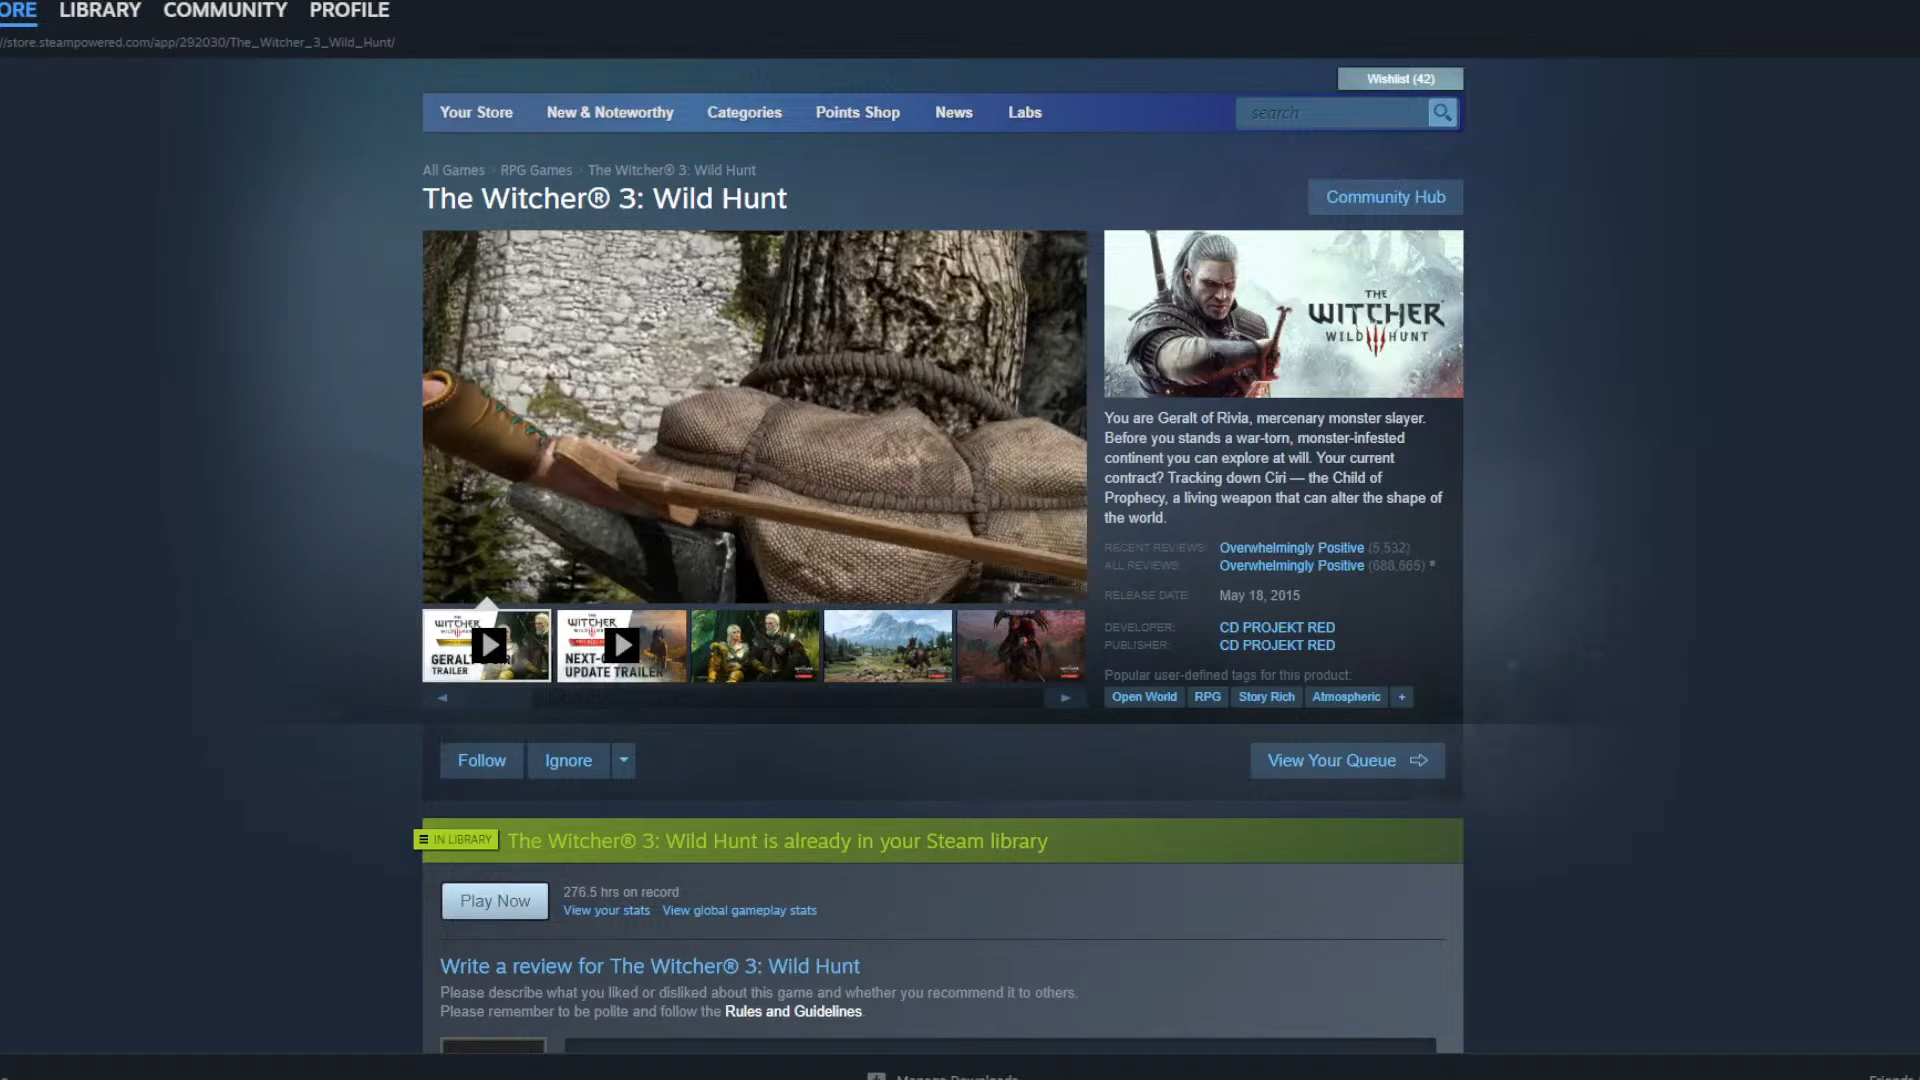 ORE LIBRARY COMMUNITY PROFILE
//store.steampowered.com/app/292030/The_Witcher_3_Wild_Hunt/
Wishlist (42)
Your Store New & Noteworthy Categories Points Shop News Labs search
All Games › RPG Games › The Witcher® 3: Wild Hunt
The Witcher® 3: Wild Hunt
Community Hub
THE
WITCHER
WILD HUNT
You are Geralt of Rivia, mercenary monster slayer.
Before you stands a war-torn, monster-infested
continent you can explore at will. Your current
contract? Tracking down Ciri — the Child of
Prophecy, a living weapon that can alter the shape of
the world.
RECENT REVIEWS: Overwhelmingly Positive (5,532)
ALL REVIEWS: Overwhelmingly Positive (688,665) *
RELEASE DATE: May 18, 2015
DEVELOPER: CD PROJEKT RED
PUBLISHER: CD PROJEKT RED
Popular user-defined tags for this product:
Open World RPG Story Rich Atmospheric +
THE
WITCHER
GERALT
TRAILER
THE
WITCHER
NEXT-
UPDATE TRAILER
Follow Ignore View Your Queue
IN LIBRARY The Witcher® 3: Wild Hunt is already in your Steam library
Play Now 276.5 hrs on record
View your stats View global gameplay stats
Write a review for The Witcher® 3: Wild Hunt
Please describe what you liked or disliked about this game and whether you recommend it to others.
Please remember to be polite and follow the Rules and Guidelines.
Manage Downloads
Friends